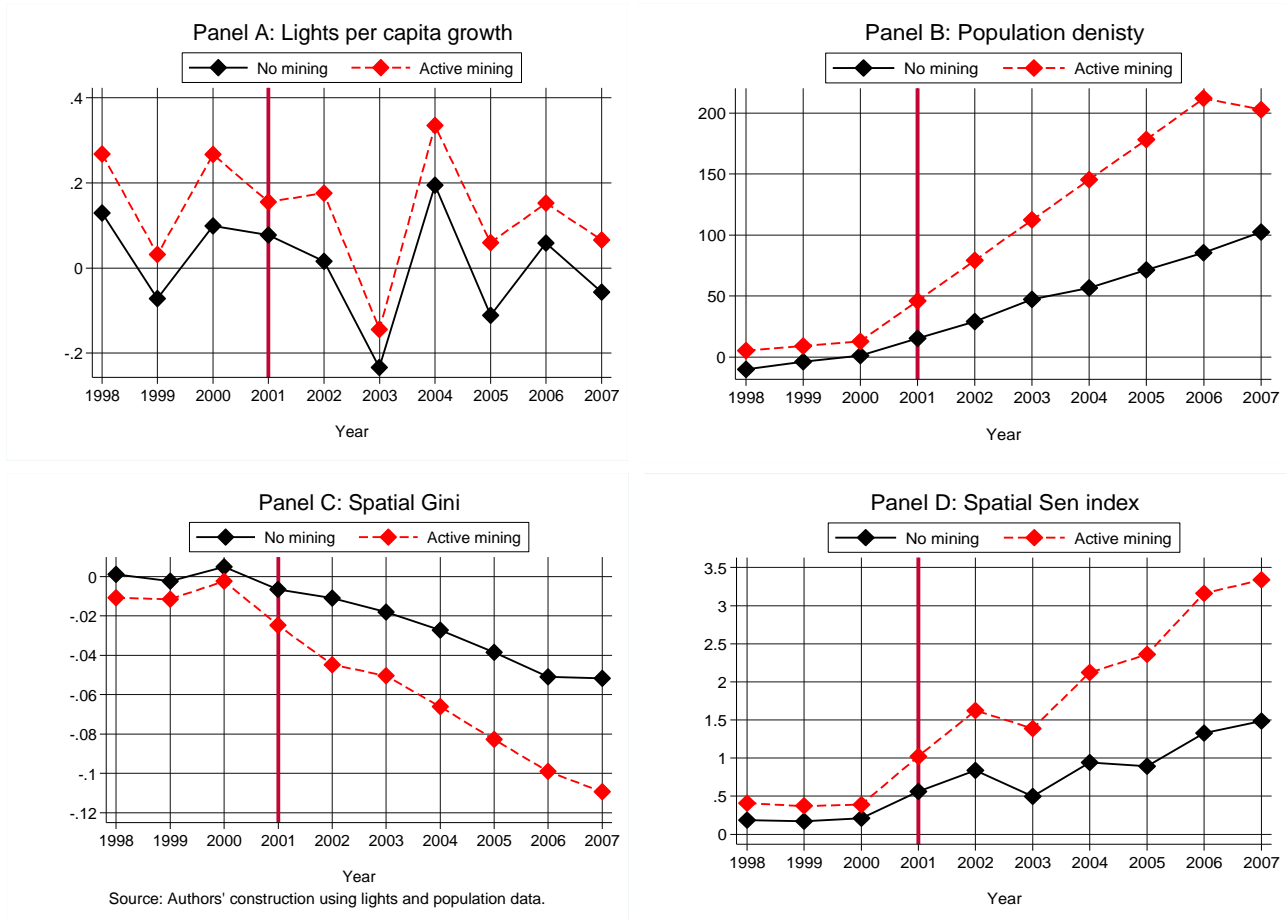 Panel A: Lights per capita growth
No mining Active mining
.4
.2
0
-.2
1998 1999 2000 2001 2002 2003 2004 2005 2006 2007
Year
Panel B: Population denisty
No mining Active mining
200
150
100
50
0
1998 1999 2000 2001 2002 2003 2004 2005 2006 2007
Year
Panel C: Spatial Gini
No mining Active mining
0
-.02
-.04
-.06
-.08
-.1
-.12
1998 1999 2000 2001 2002 2003 2004 2005 2006 2007
Year
Source: Authors' construction using lights and population data.
Panel D: Spatial Sen index
No mining Active mining
3.5
3
2.5
2
1.5
1
.5
0
1998 1999 2000 2001 2002 2003 2004 2005 2006 2007
Year